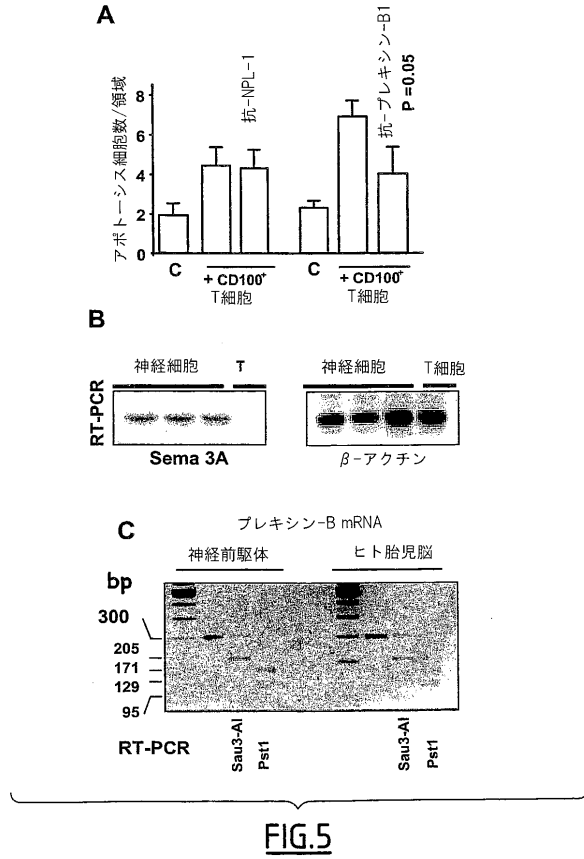 A
アポトーシス細胞数/領域
8
6
4
2
0
抗-NPL-1
抗-プレキシン-B1
P =0.05
C
+ CD100+
T細胞
C
+ CD100+
T細胞
B
RT-PCR
神経細胞
T
神経細胞
T細胞
Sema 3A
β-アクチン
C
プレキシン-B mRNA
神経前駆体
ヒト胎児脳
bp
300
205
171
129
95
RT-PCR
Sau3-AI
Pst1
Sau3-AI
Pst1
FIG.5